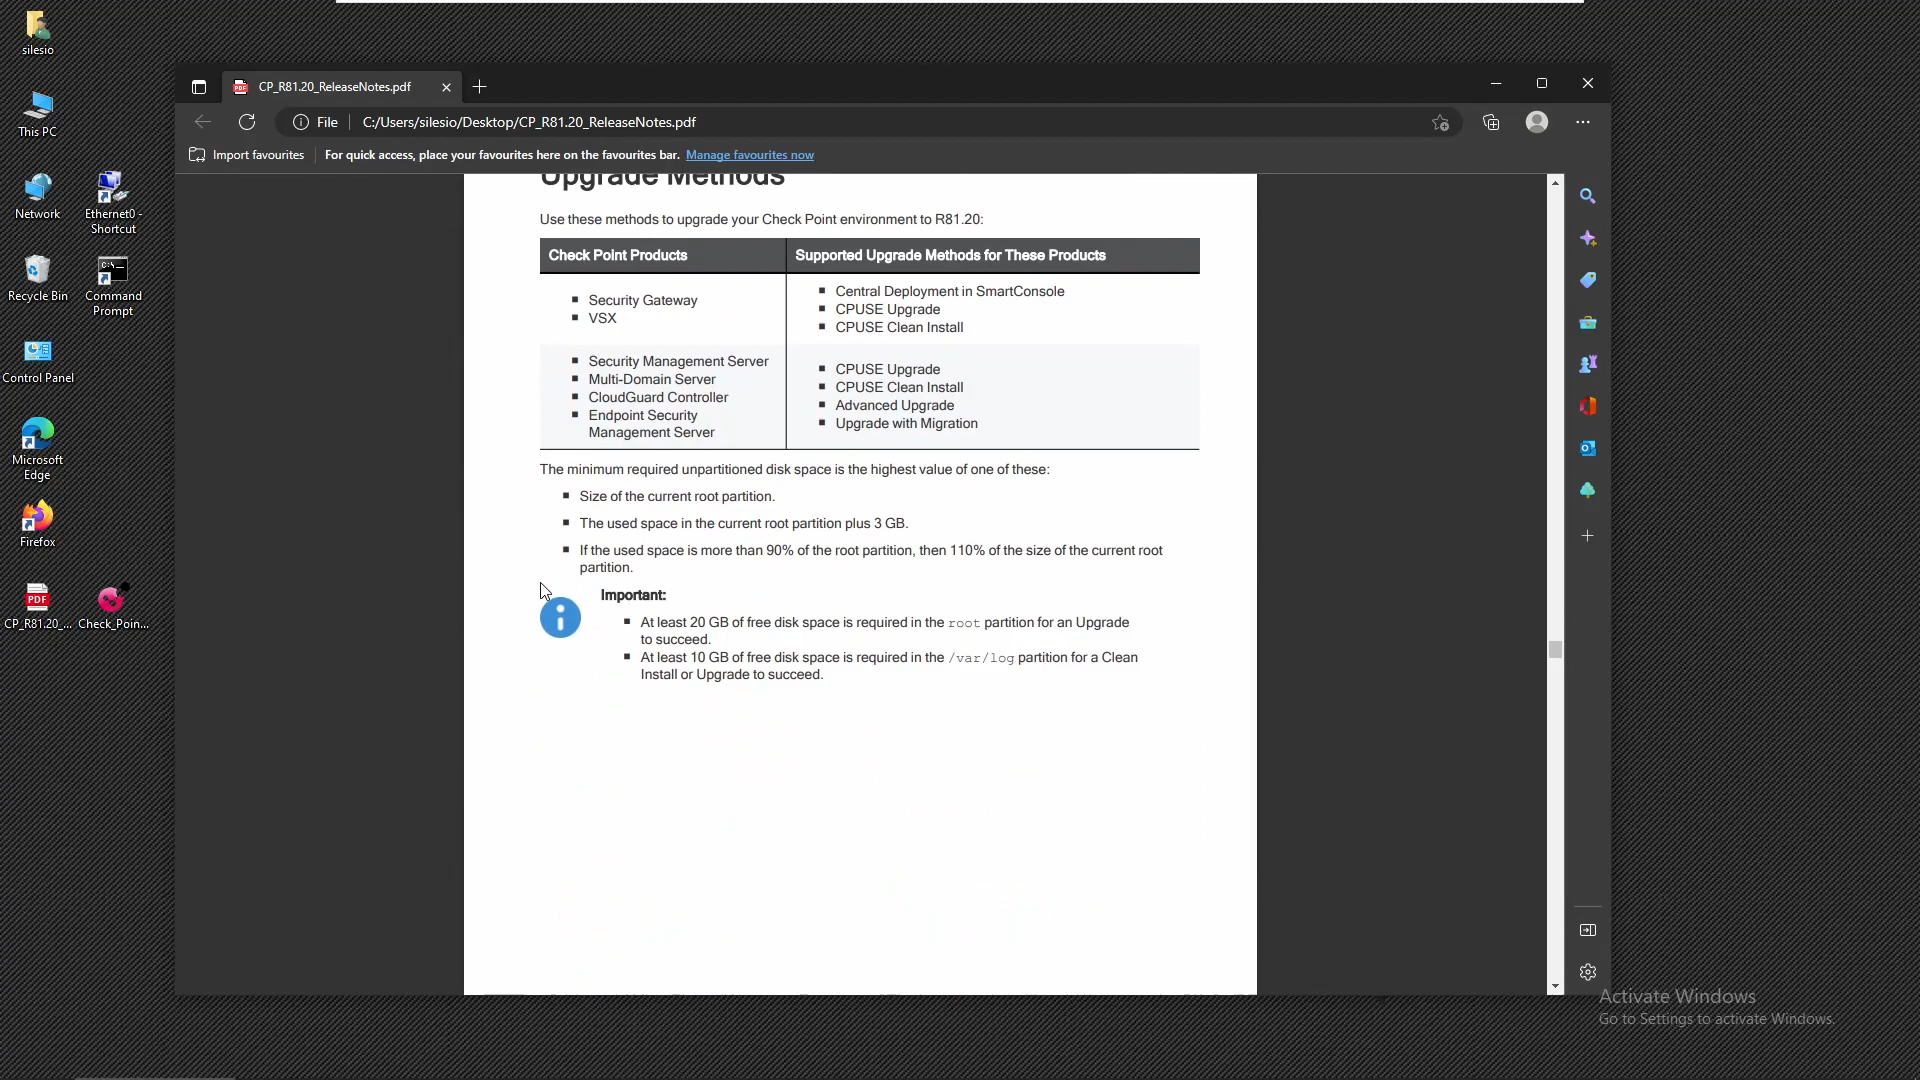 silesio
This PC
Network
Ethernet0 -
Shortcut
Recycle Bin
Command
Prompt
Control Panel
Microsoft
Edge
Firefox
CP_R81.20_...
Check_Poin...
CP_R81.20_ReleaseNotes.pdf
File
C:/Users/silesio/Desktop/CP_R81.20_ReleaseNotes.pdf
Import favourites
For quick access, place your favourites here on the favourites bar. Manage favourites now
Upgrade Methods
Use these methods to upgrade your Check Point environment to R81.20:
Check Point Products
Supported Upgrade Methods for These Products
■ Security Gateway
■ VSX
■ Central Deployment in SmartConsole
■ CPUSE Upgrade
■ CPUSE Clean Install
■ Security Management Server
■ Multi-Domain Server
■ CloudGuard Controller
■ Endpoint Security
Management Server
■ CPUSE Upgrade
■ CPUSE Clean Install
■ Advanced Upgrade
■ Upgrade with Migration
The minimum required unpartitioned disk space is the highest value of one of these:
■ Size of the current root partition.
■ The used space in the current root partition plus 3 GB.
■ If the used space is more than 90% of the root partition, then 110% of the size of the current root
partition.
Important:
■ At least 20 GB of free disk space is required in the root partition for an Upgrade
to succeed.
■ At least 10 GB of free disk space is required in the /var/log partition for a Clean
Install or Upgrade to succeed.
Activate Windows
Go to Settings to activate Windows.